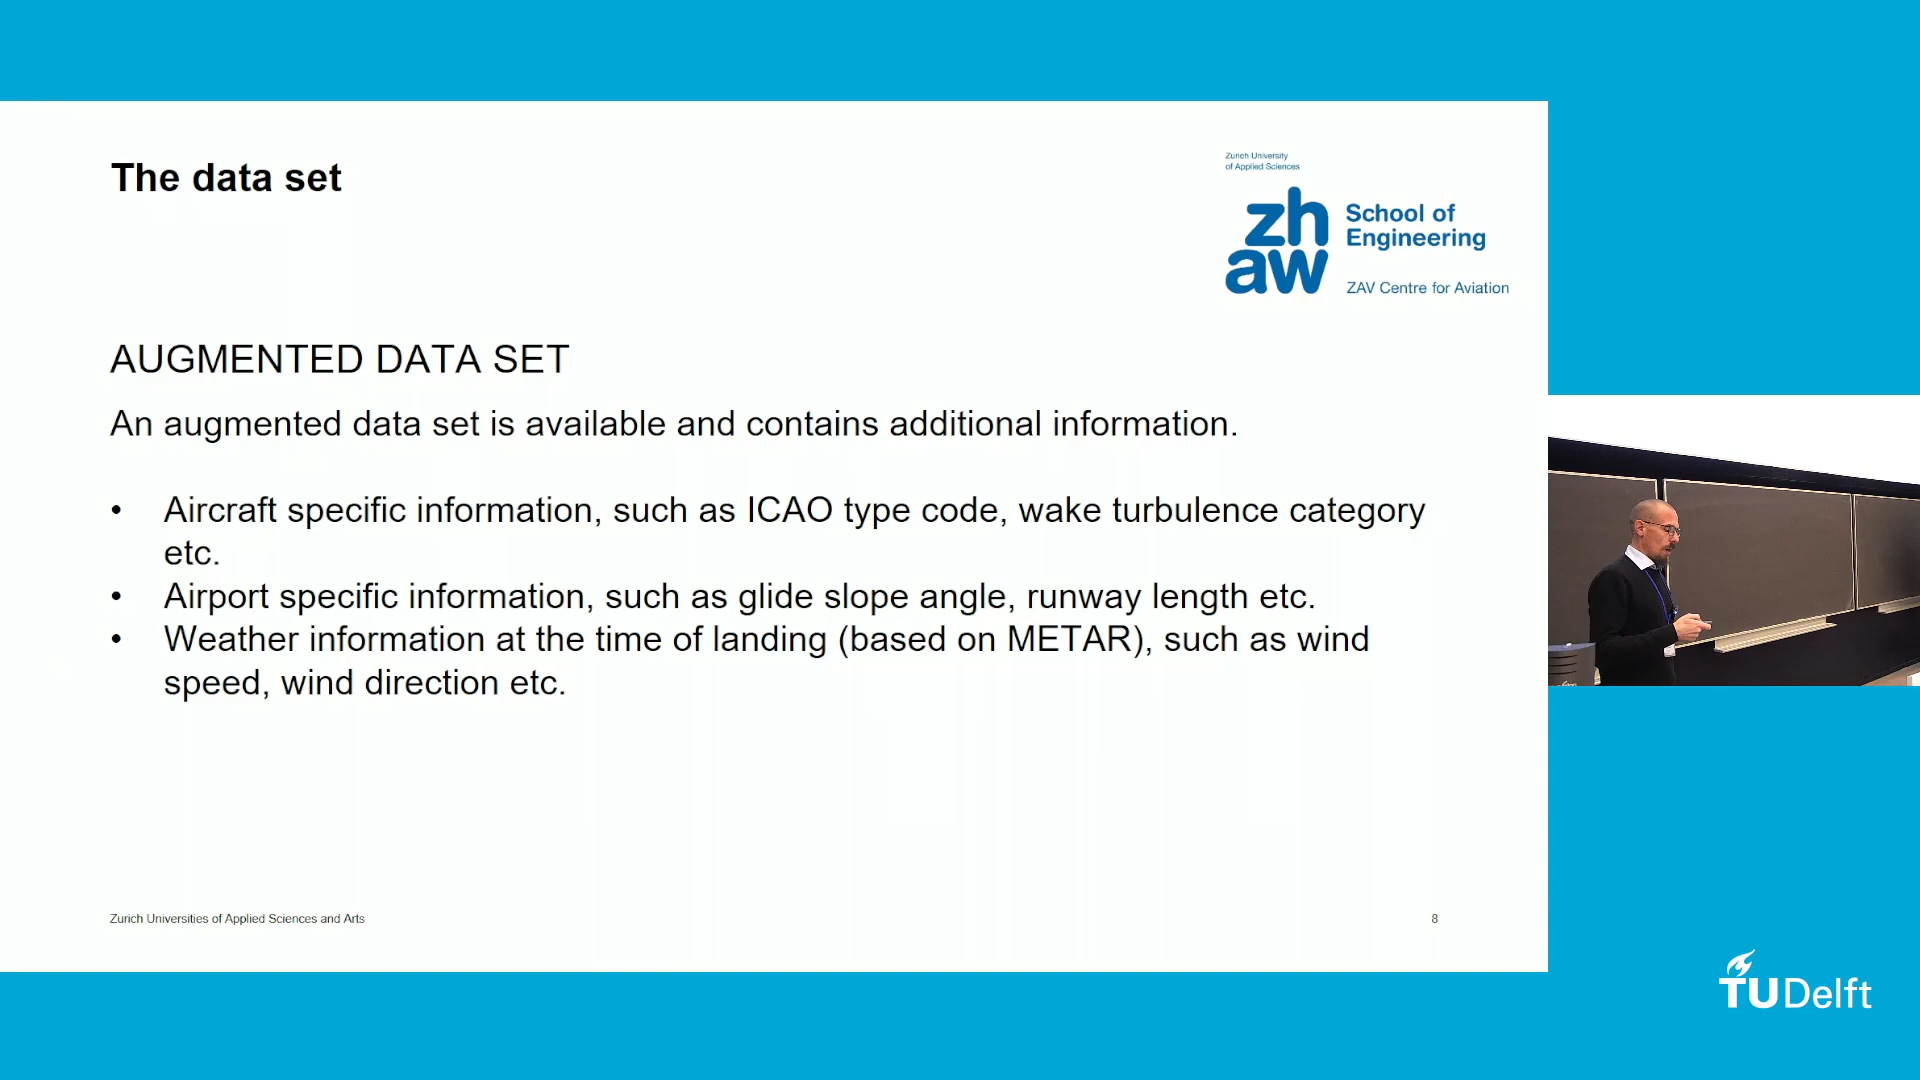 The data set
Zurich University
of Applied Sciences
zh
aw
School of
Engineering
ZAV Centre for Aviation
AUGMENTED DATA SET
An augmented data set is available and contains additional information.
• Aircraft specific information, such as ICAO type code, wake turbulence category
etc.
• Airport specific information, such as glide slope angle, runway length etc.
• Weather information at the time of landing (based on METAR), such as wind
speed, wind direction etc.
Zurich Universities of Applied Sciences and Arts
8
TUDelft